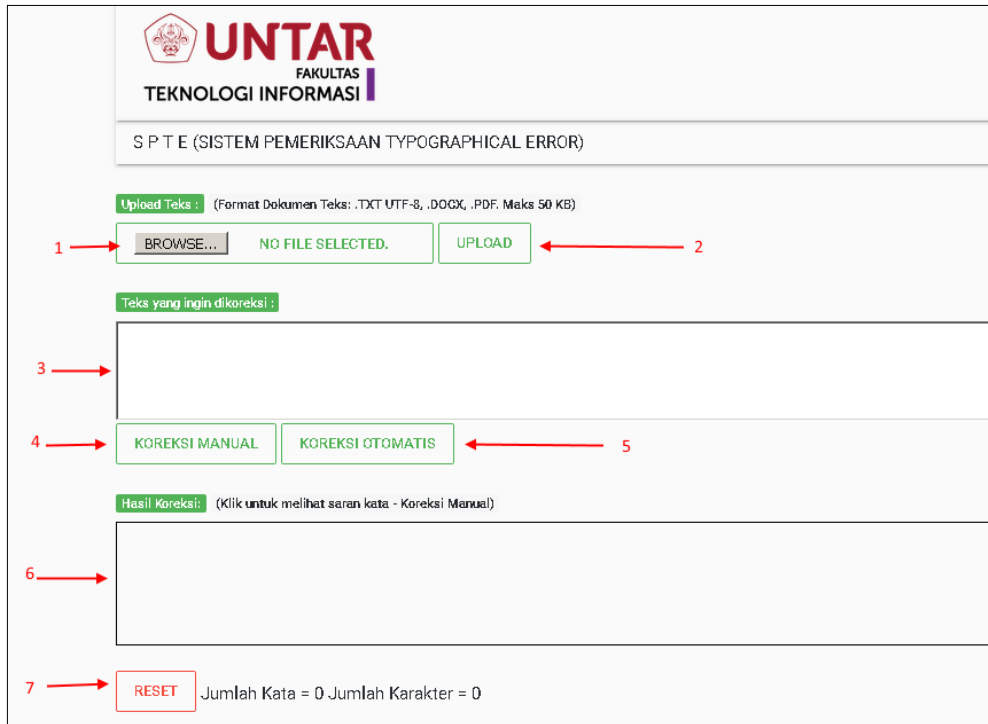 UNTAR
FAKULTAS
TEKNOLOGI INFORMASI
S P T E (SISTEM PEMERIKSAAN TYPOGRAPHICAL ERROR)
Upload Teks : (Format Dokumen Teks: .TXT UTF-8, .DOCX, .PDF. Maks 50 KB)
1 BROWSE... NO FILE SELECTED. UPLOAD 2
Teks yang ingin dikoreksi :
3
4 KOREKSI MANUAL KOREKSI OTOMATIS 5
Hasil Koreksi: (Klik untuk melihat saran kata - Koreksi Manual)
6
7 RESET Jumlah Kata = 0 Jumlah Karakter = 0